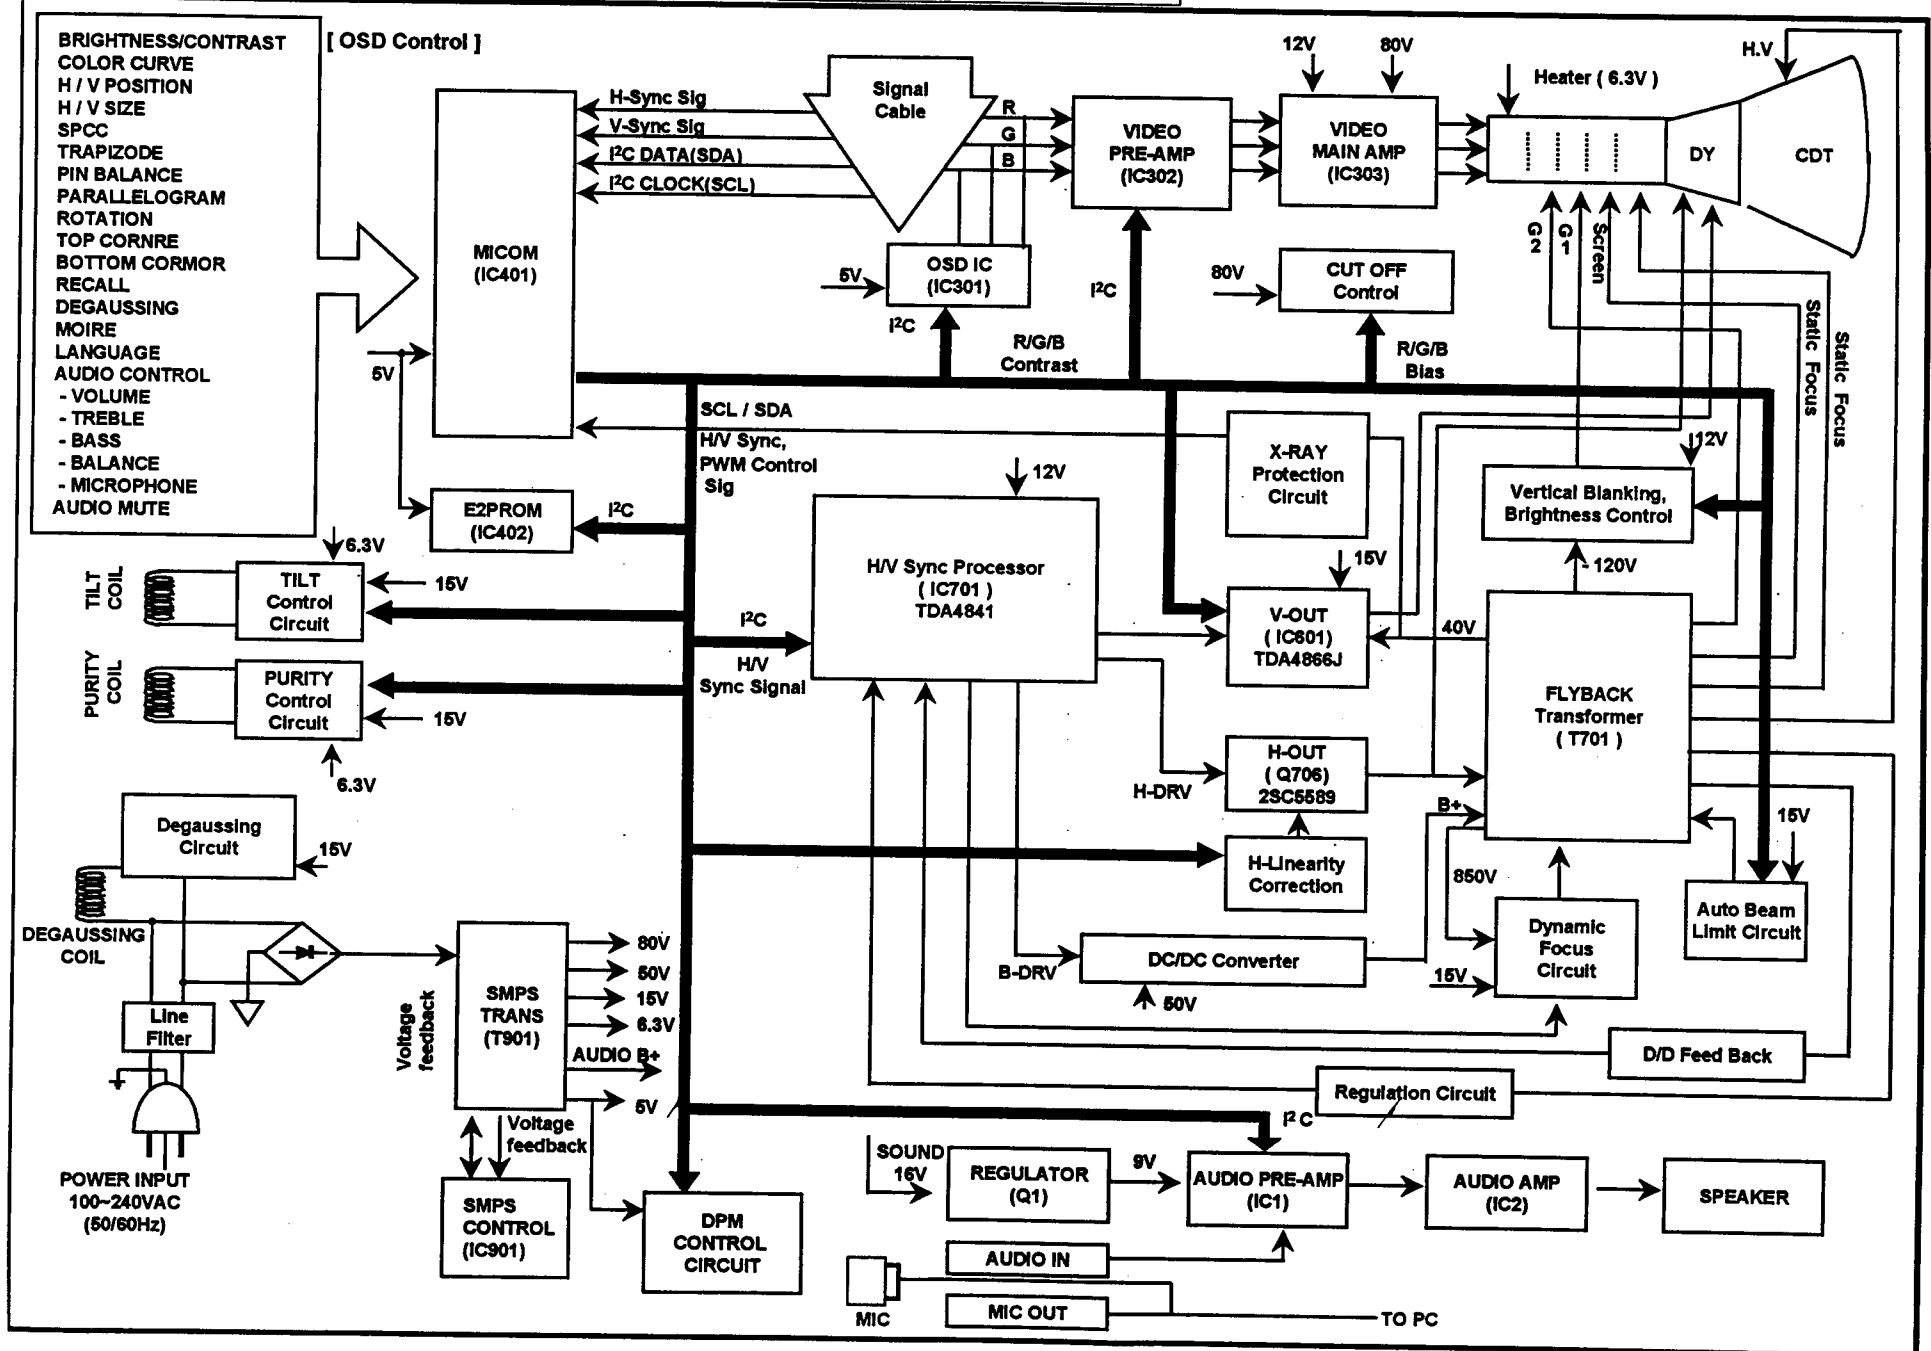 BRIGHTNESS/CONTRAST
COLOR CURVE
H / V POSITION
H / V SIZE
SPCC
TRAPIZODE
PIN BALANCE
PARALLELOGRAM
ROTATION
TOP CORNRE
BOTTOM CORMOR
RECALL
DEGAUSSING
MOIRE
LANGUAGE
AUDIO CONTROL
- VOLUME
- TREBLE
- BASS
- BALANCE
- MICROPHONE
AUDIO MUTE
[ OSD Control ]
MICOM
(IC401)
5V
H-Sync Sig
V-Sync Sig
I²C DATA(SDA)
I²C CLOCK(SCL)
Signal
Cable
R
G
B
VIDEO
PRE-AMP
(IC302)
12V
80V
VIDEO
MAIN AMP
(IC303)
Heater ( 6.3V )
H.V
DY
CDT
5V
OSD IC
(IC301)
I²C
R/G/B
Contrast
I²C
80V
CUT OFF
Control
R/G/B
Bias
G2
G1
Screen
Static Focus
Static Focus
SCL / SDA
H/V Sync,
PWM Control
Sig
E2PROM
(IC402)
I²C
12V
H/V Sync Processor
( IC701 )
TDA4841
X-RAY
Protection
Circuit
12V
Vertical Blanking,
Brightness Control
- 120V
6.3V
TILT
COIL
TILT
Control
Circuit
15V
I²C
H/V
Sync Signal
15V
V-OUT
( IC601)
TDA4866J
40V
FLYBACK
Transformer
( T701 )
PURITY
COIL
PURITY
Control
Circuit
15V
6.3V
H-DRV
H-OUT
( Q706)
2SC5589
B+
H-Linearity
Correction
850V
15V
Auto Beam
Limit Circuit
Dynamic
Focus
Circuit
15V
Degaussing
Circuit
15V
DEGAUSSING
COIL
Line
Filter
POWER INPUT
100~240VAC
(50/60Hz)
Voltage
feedback
SMPS
TRANS
(T901)
80V
50V
15V
6.3V
AUDIO B+
5V
Voltage
feedback
SMPS
CONTROL
(IC901)
DPM
CONTROL
CIRCUIT
B-DRV
DC/DC Converter
50V
D/D Feed Back
Regulation Circuit
I² C
SOUND
16V
REGULATOR
(Q1)
9V
AUDIO PRE-AMP
(IC1)
AUDIO AMP
(IC2)
SPEAKER
AUDIO IN
MIC
MIC OUT
TO PC